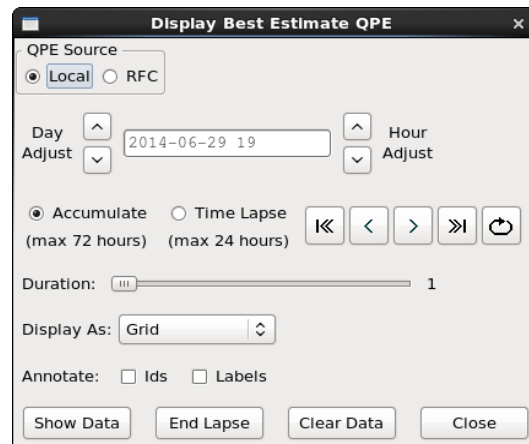 Display Best Estimate QPE
QPE Source
Local RFC
Day Adjust 2014-06-29 19 Hour Adjust
Accumulate Time Lapse
(max 72 hours) (max 24 hours)
Duration: 1
Display As: Grid
Annotate: Ids Labels
Show Data End Lapse Clear Data Close